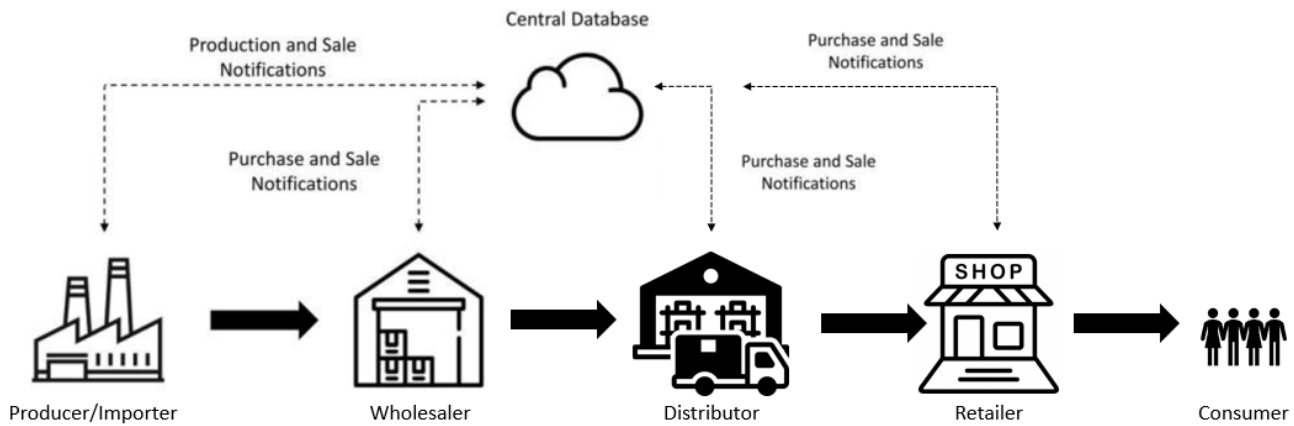 Central Database
Production and Sale
Notifications
Purchase and Sale
Notifications
Purchase and Sale
Notifications
Purchase and Sale
Notifications
SHOP
Producer/Importer
Wholesaler
Distributor
Retailer
Consumer